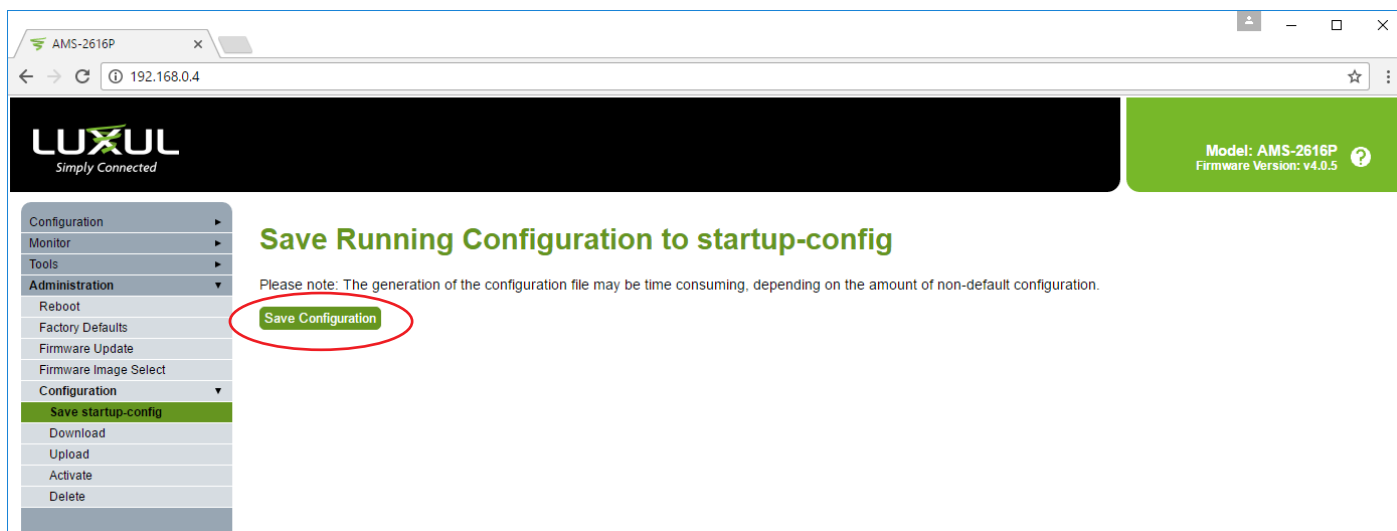 AMS-2616P
192.168.0.4
LUXUL
Simply Connected
Model: AMS-2616P
Firmware Version: v4.0.5
?
Configuration
Monitor
Tools
Administration
Reboot
Factory Defaults
Firmware Update
Firmware Image Select
Configuration
Save startup-config
Download
Upload
Activate
Delete
Save Running Configuration to startup-config
Please note: The generation of the configuration file may be time consuming, depending on the amount of non-default configuration.
Save Configuration